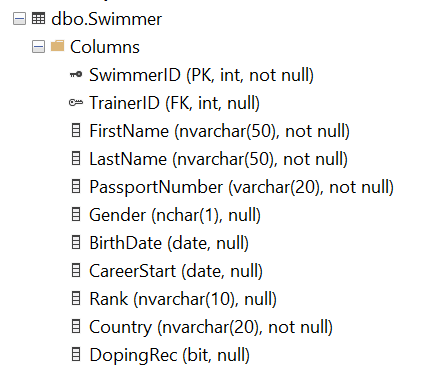 dbo.Swimmer
Columns
SwimmerID (PK, int, not null)
TrainerID (FK, int, null)
FirstName (nvarchar(50), not null)
LastName (nvarchar(50), not null)
PassportNumber (varchar(20), not null)
Gender (nchar(1), null)
BirthDate (date, null)
CareerStart (date, null)
Rank (nvarchar(10), null)
Country (nvarchar(20), not null)
DopingRec (bit, null)